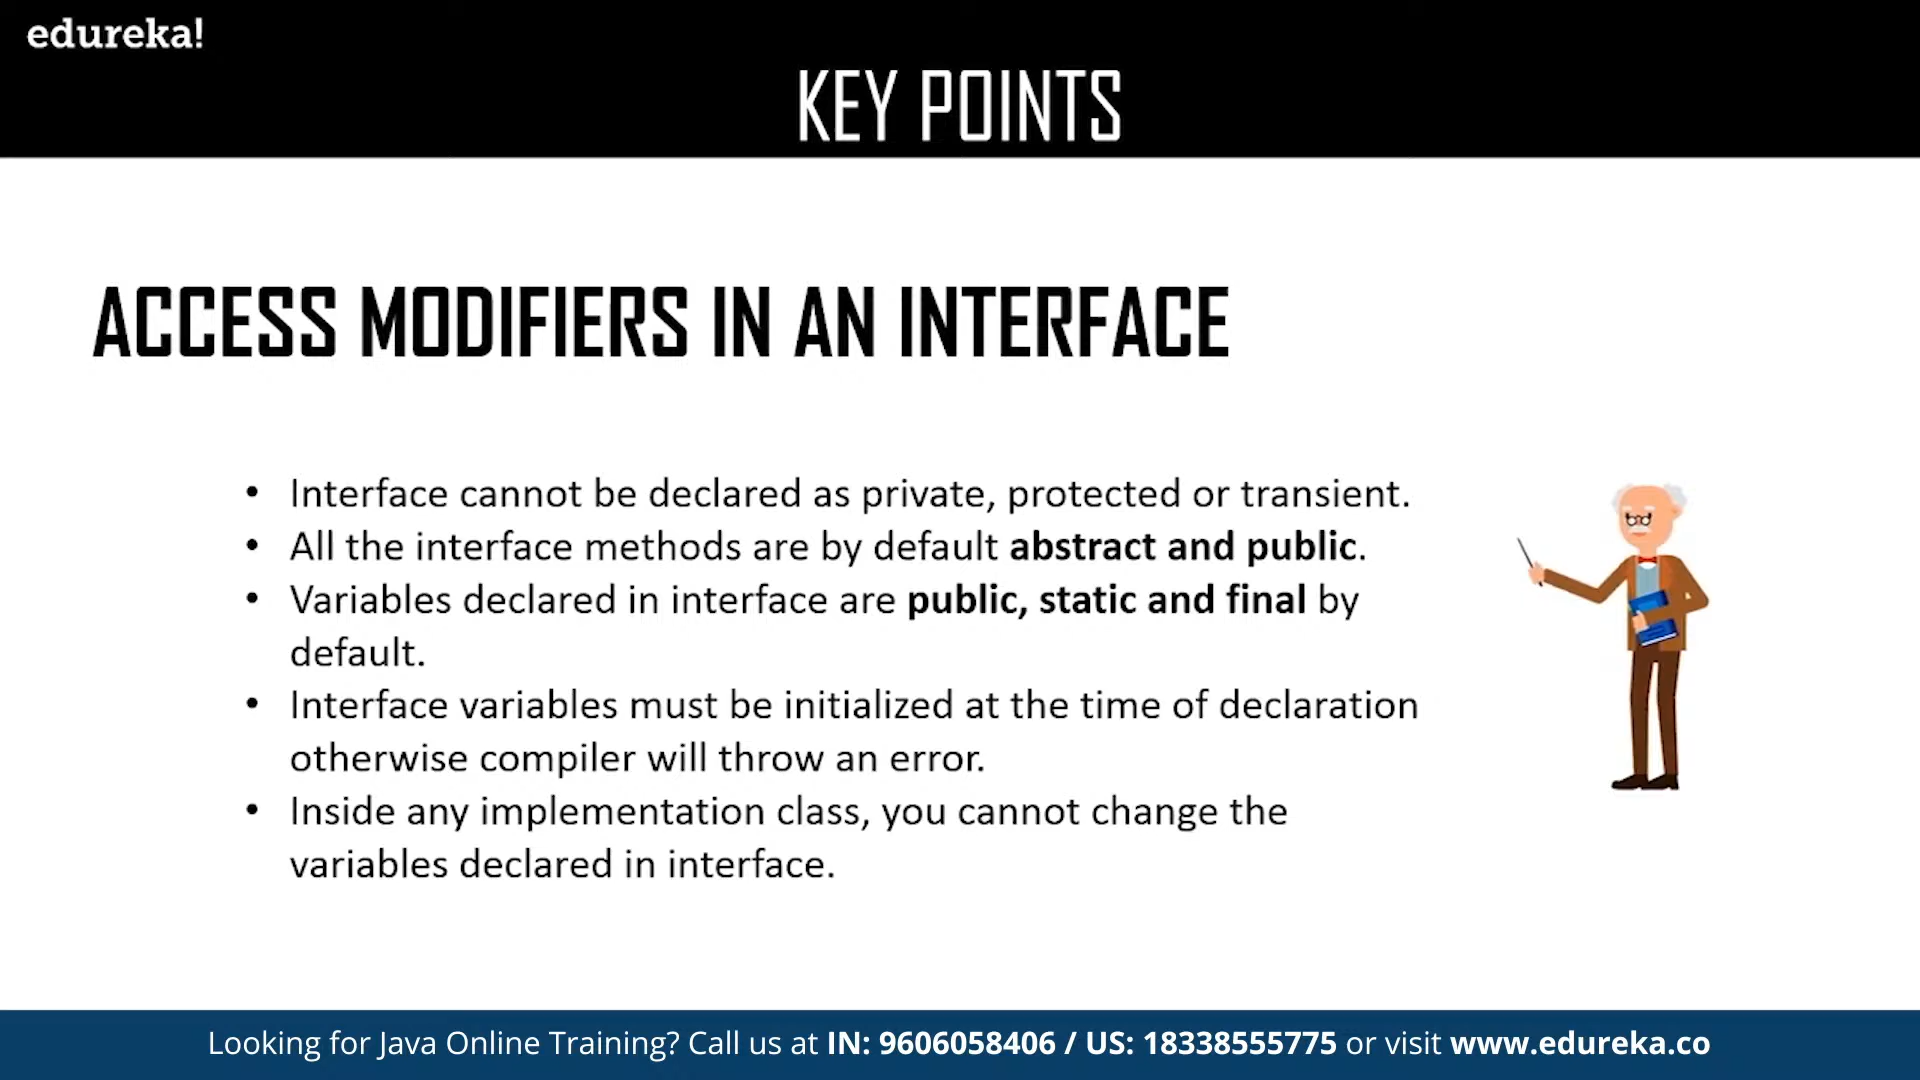 edureka!
KEY POINTS
ACCESS MODIFIERS IN AN INTERFACE
• Interface cannot be declared as private, protected or transient.
• All the interface methods are by default abstract and public.
• Variables declared in interface are public, static and final by
default.
• Interface variables must be initialized at the time of declaration
otherwise compiler will throw an error.
• Inside any implementation class, you cannot change the
variables declared in interface.
Looking for Java Online Training? Call us at IN: 9606058406 / US: 18338555775 or visit www.edureka.co